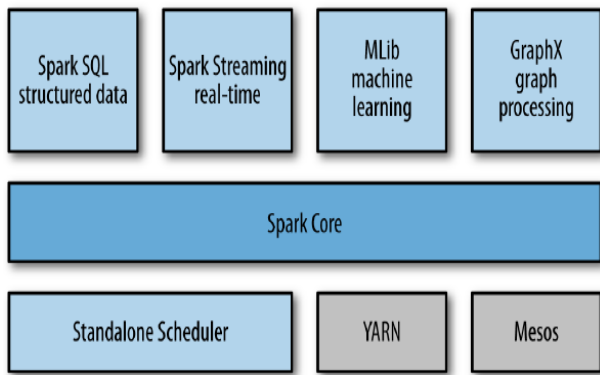 Spark SQL
structured data
Spark Streaming
real-time
MLib
machine
learning
GraphX
graph
processing
Spark Core
Standalone Scheduler
YARN
Mesos